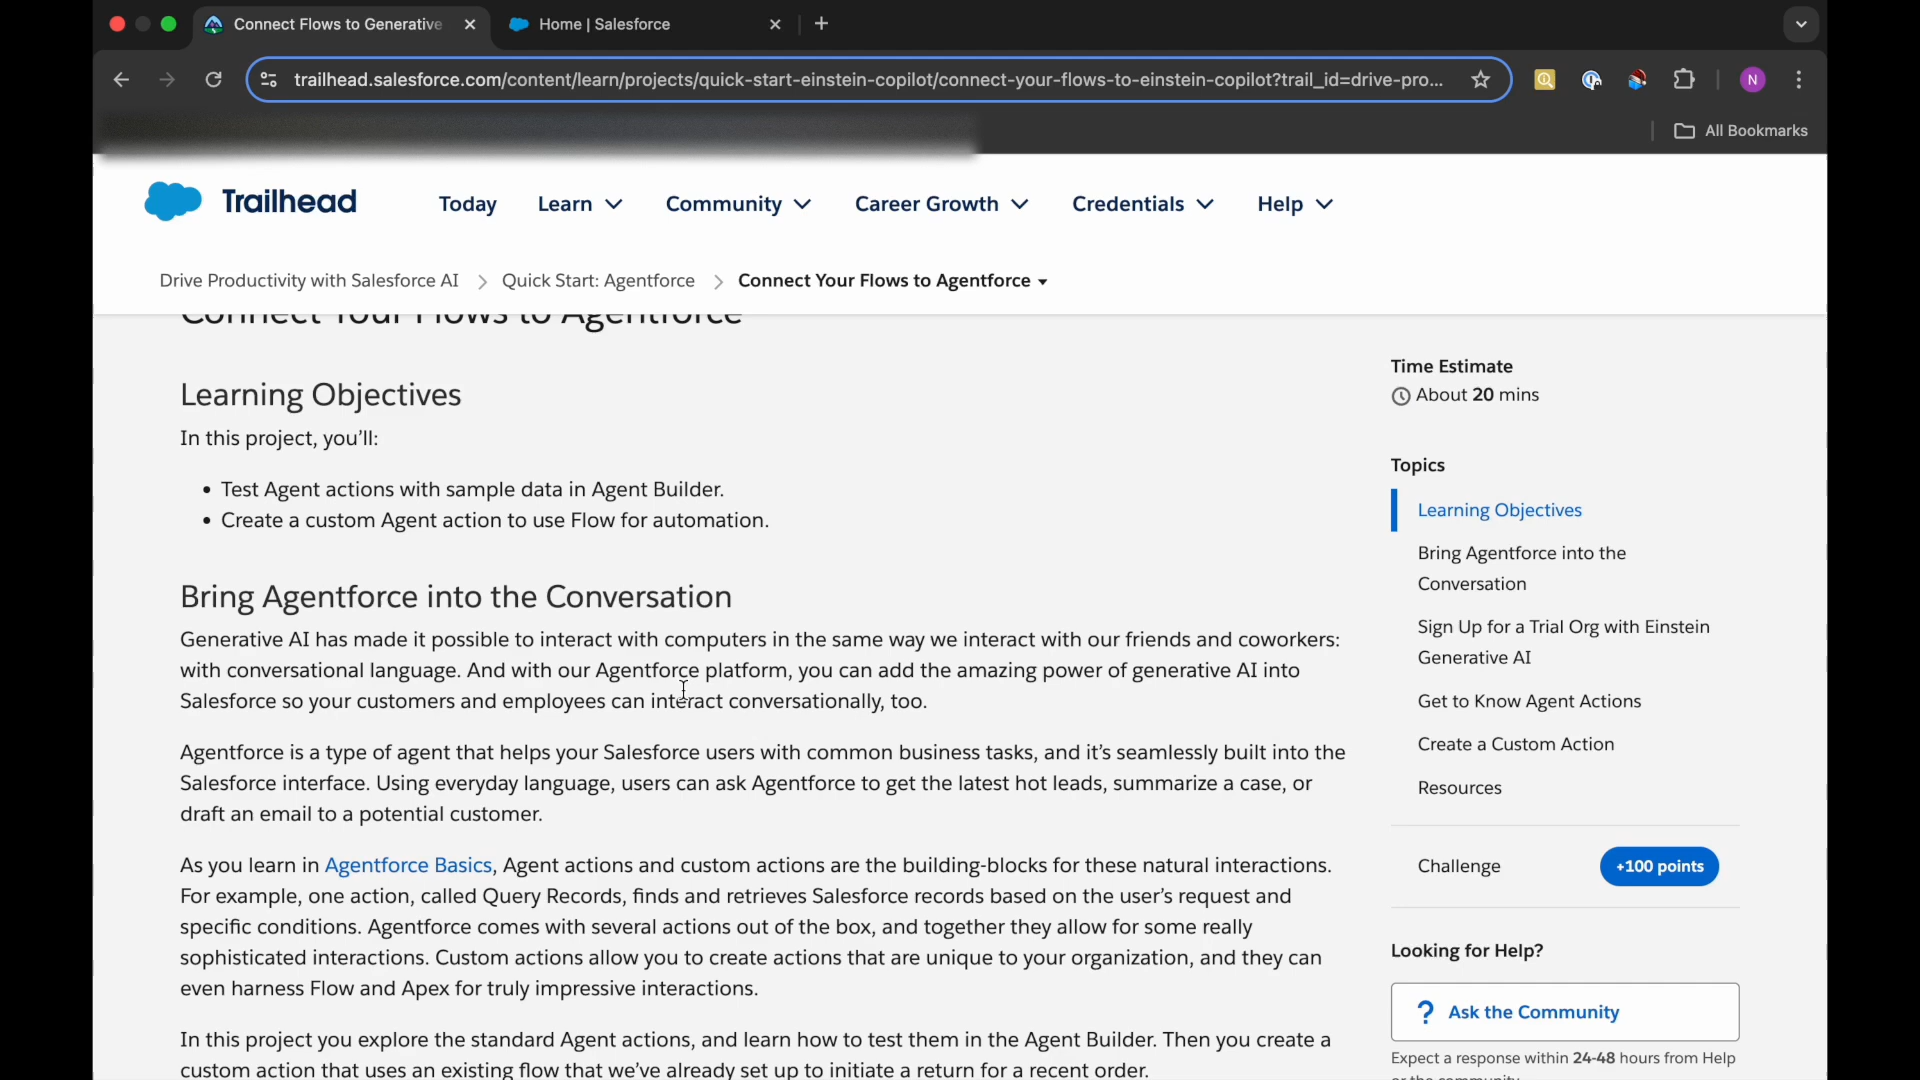 Connect Flows to Generative
Home | Salesforce
trailhead.salesforce.com/content/learn/projects/quick-start-einstein-copilot/connect-your-flows-to-einstein-copilot?trail_id=drive-pro...
N
All Bookmarks
Trailhead
Today
Learn
Community
Career Growth
Credentials
Help
Drive Productivity with Salesforce AI
Quick Start: Agentforce
Connect Your Flows to Agentforce
Connect Your Flows to Agentforce
Learning Objectives
In this project, you'll:
• Test Agent actions with sample data in Agent Builder.
• Create a custom Agent action to use Flow for automation.
Bring Agentforce into the Conversation
Generative AI has made it possible to interact with computers in the same way we interact with our friends and coworkers:
with conversational language. And with our Agentforce platform, you can add the amazing power of generative AI into
Salesforce so your customers and employees can interact conversationally, too.
Agentforce is a type of agent that helps your Salesforce users with common business tasks, and it's seamlessly built into the
Salesforce interface. Using everyday language, users can ask Agentforce to get the latest hot leads, summarize a case, or
draft an email to a potential customer.
As you learn in Agentforce Basics, Agent actions and custom actions are the building-blocks for these natural interactions.
For example, one action, called Query Records, finds and retrieves Salesforce records based on the user's request and
specific conditions. Agentforce comes with several actions out of the box, and together they allow for some really
sophisticated interactions. Custom actions allow you to create actions that are unique to your organization, and they can
even harness Flow and Apex for truly impressive interactions.
In this project you explore the standard Agent actions, and learn how to test them in the Agent Builder. Then you create a
custom action that uses an existing flow that we've already set up to initiate a return for a recent order.
Time Estimate
About 20 mins
Topics
Learning Objectives
Bring Agentforce into the
Conversation
Sign Up for a Trial Org with Einstein
Generative AI
Get to Know Agent Actions
Create a Custom Action
Resources
Challenge
+100 points
Looking for Help?
? Ask the Community
Expect a response within 24-48 hours from Help
or the community.